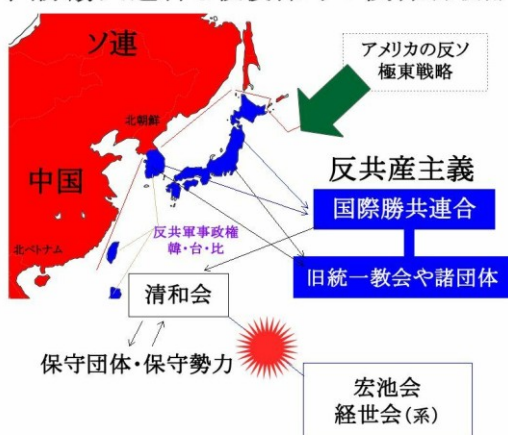 ソ連
アメリカの反ソ
極東戦略
北朝鮮
中国
反共産主義
国際勝共連合
反共軍事政権
韓・台・比
北ベトナム
旧統一教会や諸団体
清和会
保守団体・保守勢力
宏池会
経世会(系)